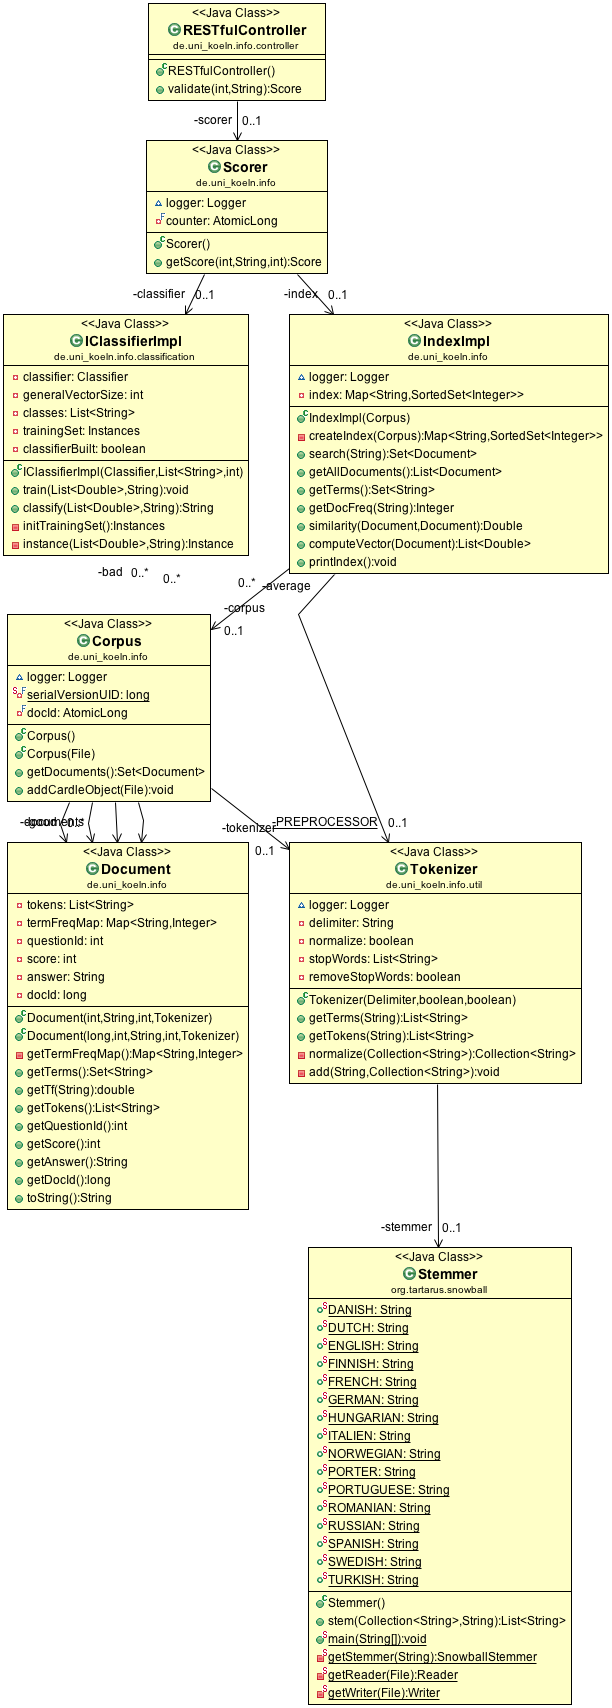 <<Java Class>>
RESTfulController
de.uni_koeln.info.controller
RESTfulController()
validate(int,String):Score
-scorer 0..1
<<Java Class>>
Scorer
de.uni_koeln.info
logger: Logger
counter: AtomicLong
Scorer()
getScore(int,String,int):Score
-classifier 0..1
-index 0..1
<<Java Class>>
IClassifierImpl
de.uni_koeln.info.classification
classifier: Classifier
generalVectorSize: int
classes: List<String>
trainingSet: Instances
classifierBuilt: boolean
IClassifierImpl(Classifier,List<String>,int)
train(List<Double>,String):void
classify(List<Double>,String):String
initTrainingSet():Instances
instance(List<Double>,String):Instance
<<Java Class>>
IndexImpl
de.uni_koeln.info
logger: Logger
index: Map<String,SortedSet<Integer>>
IndexImpl(Corpus)
createIndex(Corpus):Map<String,SortedSet<Integer>>
search(String):Set<Document>
getAllDocuments():List<Document>
getTerms():Set<String>
getDocFreq(String):Integer
similarity(Document,Document):Double
computeVector(Document):List<Double>
printIndex():void
-bad 0..* 0..*
0..* -average
-corpus
0..1
<<Java Class>>
Corpus
de.uni_koeln.info
logger: Logger
serialVersionUID: long
docId: AtomicLong
Corpus()
Corpus(File)
getDocuments():Set<Document>
addCardleObject(File):void
0..*
-tokenizer
0..1
-PREPROCESSOR 0..1
<<Java Class>>
Document
de.uni_koeln.info
tokens: List<String>
termFreqMap: Map<String,Integer>
questionId: int
score: int
answer: String
docId: long
Document(int,String,int,Tokenizer)
Document(long,int,String,int,Tokenizer)
getTermFreqMap():Map<String,Integer>
getTerms():Set<String>
getTf(String):double
getTokens():List<String>
getQuestionId():int
getScore():int
getAnswer():String
getDocId():long
toString():String
<<Java Class>>
Tokenizer
de.uni_koeln.info.util
logger: Logger
delimiter: String
normalize: boolean
stopWords: List<String>
removeStopWords: boolean
Tokenizer(Delimiter,boolean,boolean)
getTerms(String):List<String>
getTokens(String):List<String>
normalize(Collection<String>):Collection<String>
add(String,Collection<String>):void
-stemmer 0..1
<<Java Class>>
Stemmer
org.tartarus.snowball
DANISH: String
DUTCH: String
ENGLISH: String
FINNISH: String
FRENCH: String
GERMAN: String
HUNGARIAN: String
ITALIEN: String
NORWEGIAN: String
PORTER: String
PORTUGUESE: String
ROMANIAN: String
RUSSIAN: String
SPANISH: String
SWEDISH: String
TURKISH: String
Stemmer()
stem(Collection<String>,String):List<String>
main(String[]):void
getStemmer(String):SnowballStemmer
getReader(File):Reader
getWriter(File):Writer